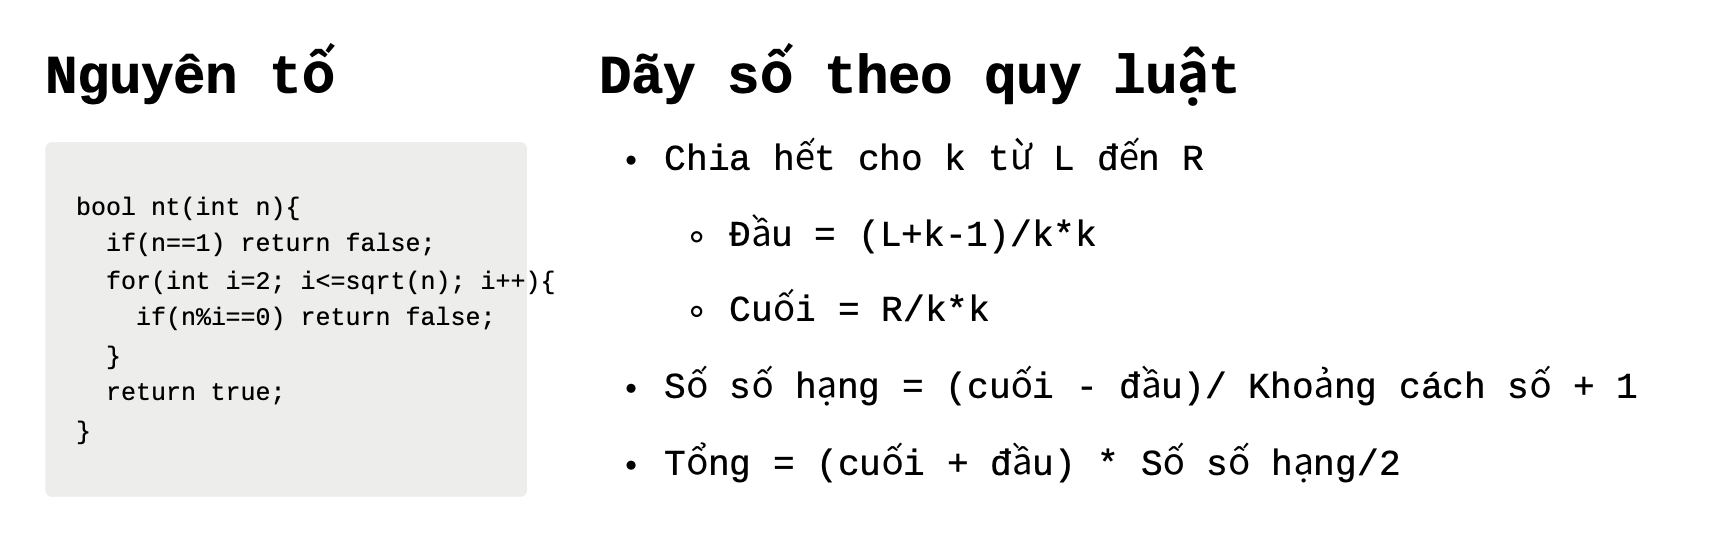 Nguyên tố
bool nt(int n){
  if(n==1) return false;
  for(int i=2; i<=sqrt(n); i++){
    if(n%i==0) return false;
  }
  return true;
}
Dãy số theo quy luật
• Chia hết cho k từ L đến R
◦ Đầu = (L+k-1)/k*k
◦ Cuối = R/k*k
• Số số hạng = (cuối - đầu)/ Khoảng cách số + 1
• Tổng = (cuối + đầu) * Số số hạng/2